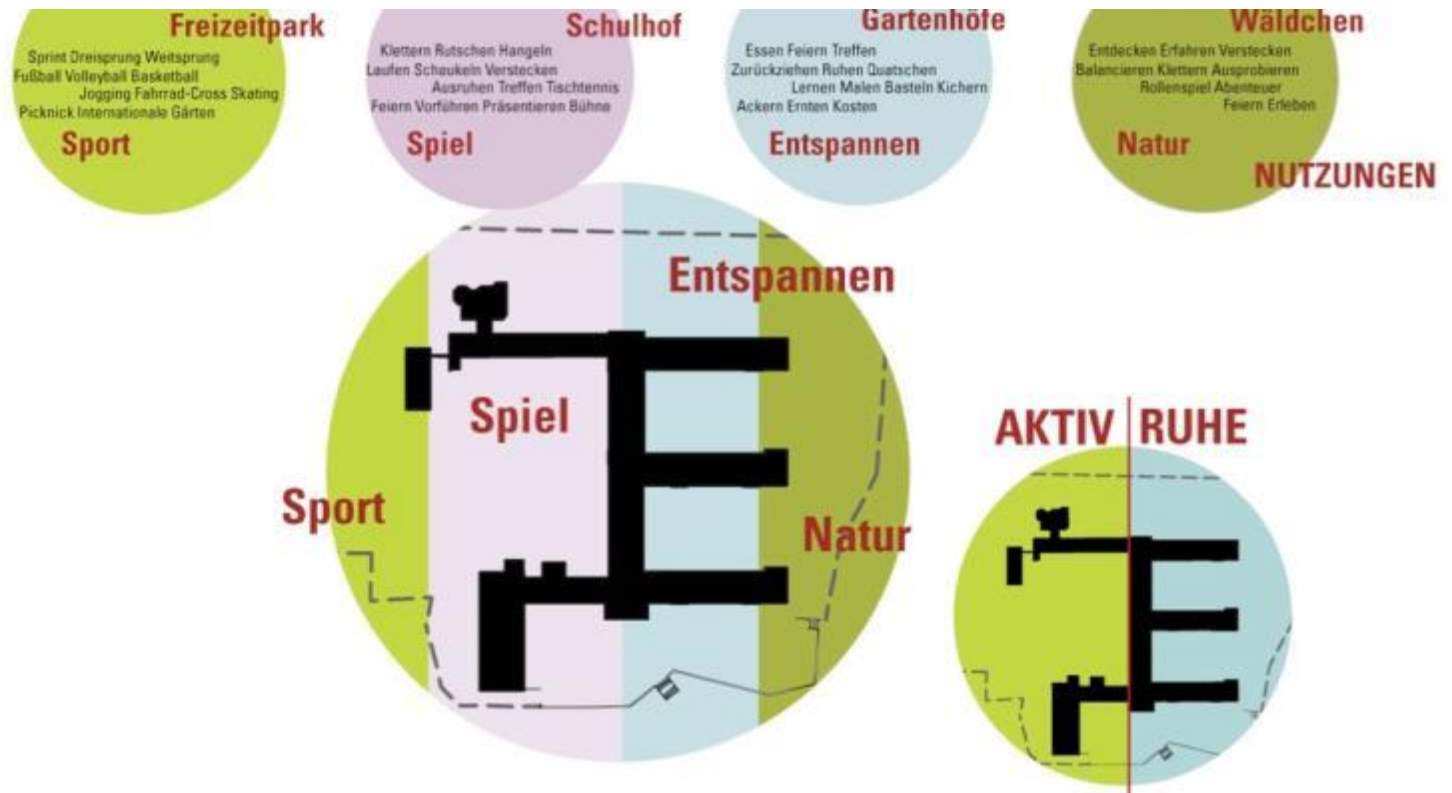 Freizeitpark
Sprint Dreisprung Weitsprung
Fußball Volleyball Basketball
Jogging Fahrrad-Cross Skating
Picknick Internationale Gärten
Sport
Schulhof
Klettern Rutschen Hangeln
Laufen Schaukeln Verstecken
Ausruhen Treffen Tischtennis
Feiern Vorführen Präsentieren Bühne
Spiel
Gartenhöfe
Essen Feiern Treffen
Zurückziehen Ruhen Quatschen
Lernen Malen Basteln Kichern
Ackern Ernten Kosten
Entspannen
Wäldchen
Entdecken Erfahren Verstecken
Balancieren Klettern Ausprobieren
Rollenspiel Abenteuer
Feiern Erleben
Natur
NUTZUNGEN
Entspannen
Spiel
Sport
Natur
AKTIV RUHE